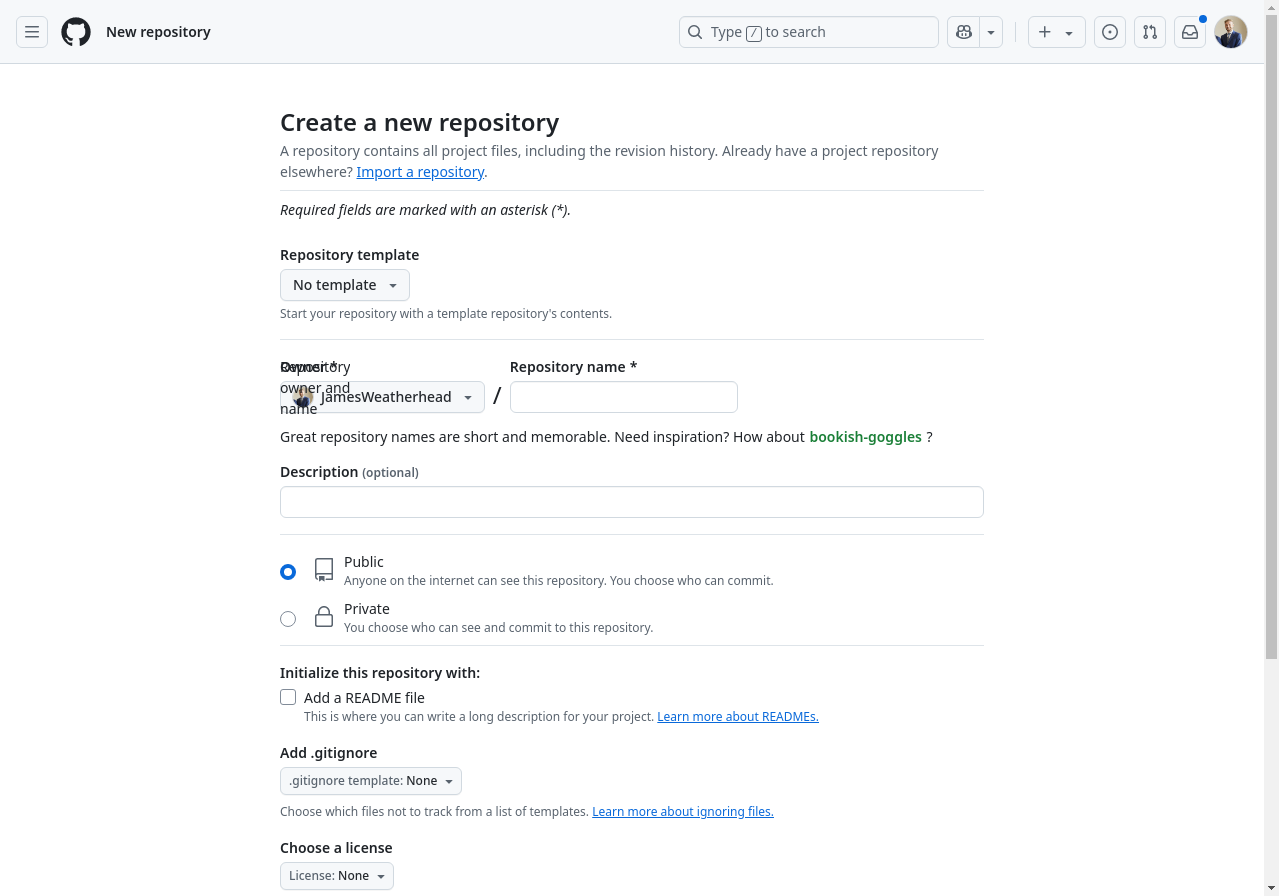 New repository
Type / to search
Create a new repository
A repository contains all project files, including the revision history. Already have a project repository
elsewhere? Import a repository.
Required fields are marked with an asterisk (*).
Repository template
No template
Start your repository with a template repository's contents.
Owner *
Repository
owner and
name
JamesWeatherhead
/
Repository name *
Great repository names are short and memorable. Need inspiration? How about bookish-goggles ?
Description (optional)
Public
Anyone on the internet can see this repository. You choose who can commit.
Private
You choose who can see and commit to this repository.
Initialize this repository with:
Add a README file
This is where you can write a long description for your project. Learn more about READMEs.
Add .gitignore
.gitignore template: None
Choose which files not to track from a list of templates. Learn more about ignoring files.
Choose a license
License: None